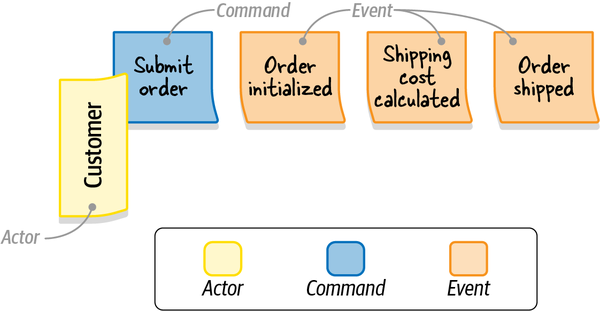 Command
Event
Submit
order
Order
initialized
Shipping
cost
calculated
Order
shipped
Customer
Actor
Actor
Command
Event